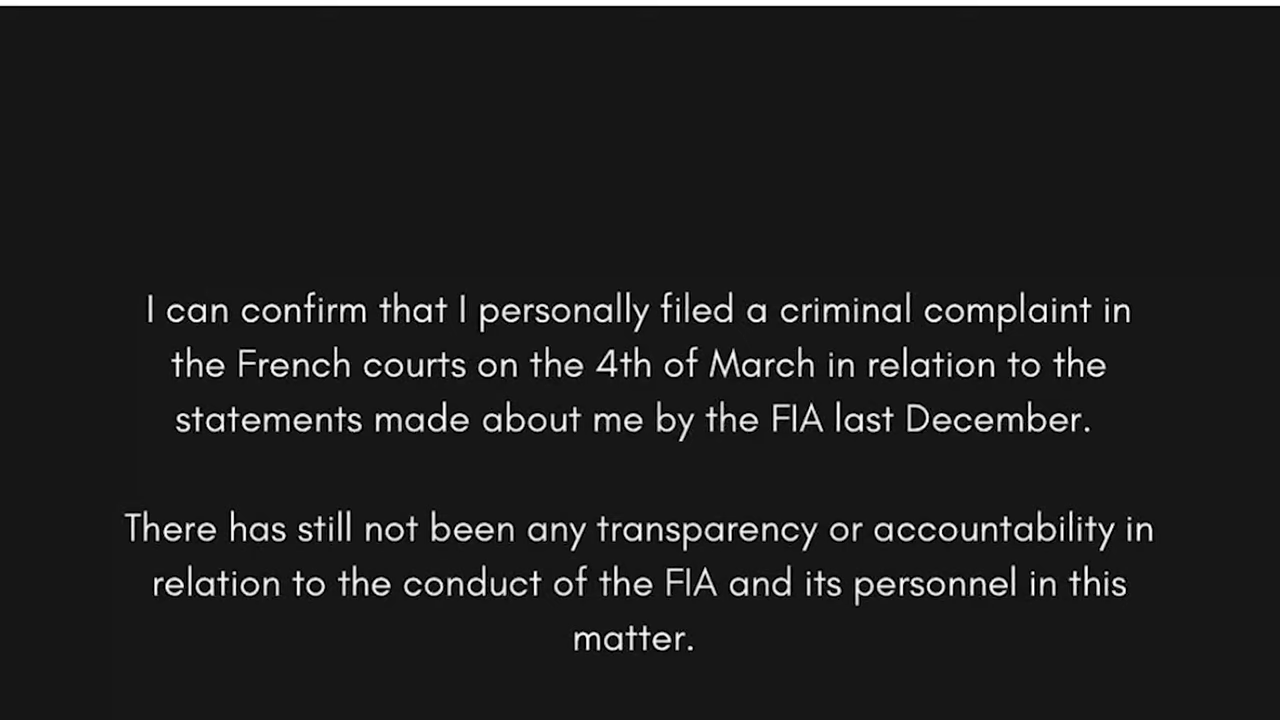 I can confirm that I personally filed a criminal complaint in
the French courts on the 4th of March in relation to the
statements made about me by the FIA last December.
There has still not been any transparency or accountability in
relation to the conduct of the FIA and its personnel in this
matter.